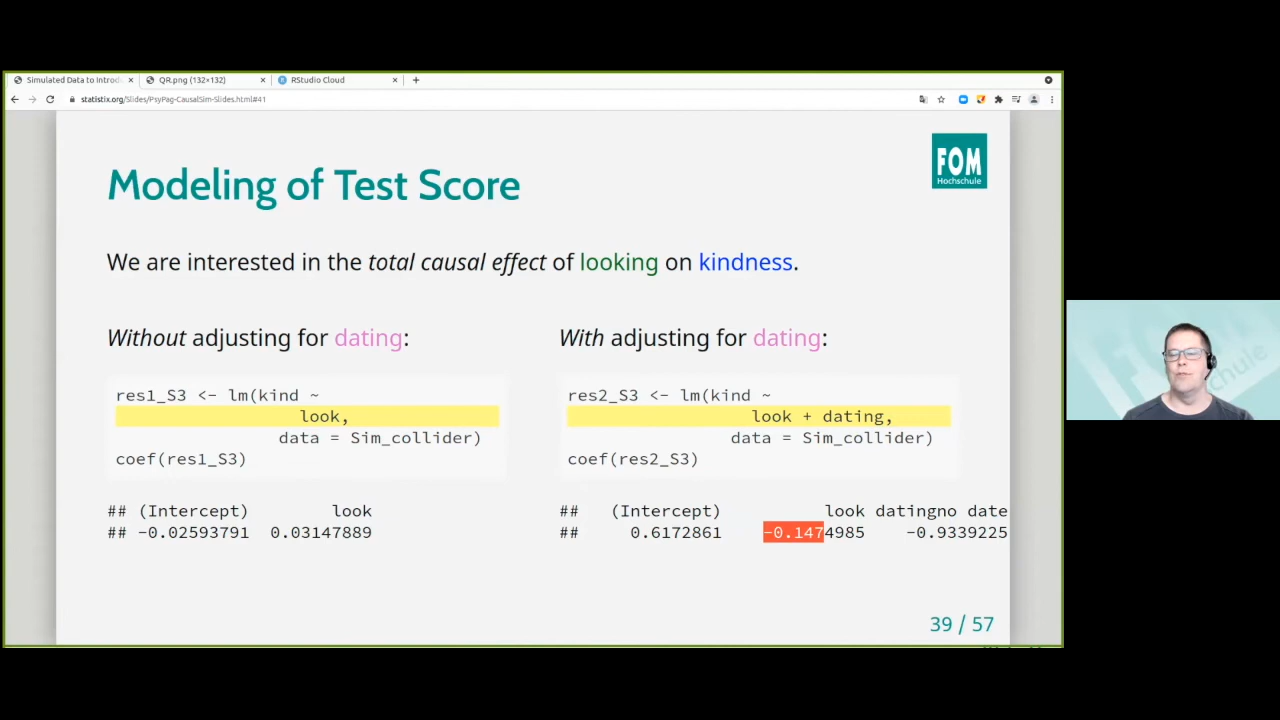 Simulated Data to Introdu
QR.png (132×132)
RStudio Cloud
statistix.org/Slides/PsyPag-CausalSim-Slides.html#41
FOM
Hochschule
Modeling of Test Score
We are interested in the total causal effect of looking on kindness.
Without adjusting for dating:
res1_S3 <- lm(kind ~
look,
data = Sim_collider)
coef(res1_S3)
## (Intercept) look
## -0.02593791 0.03147889
With adjusting for dating:
res2_S3 <- lm(kind ~
look + dating,
data = Sim_collider)
coef(res2_S3)
## (Intercept) look datingno date
## 0.6172861 -0.1474985 -0.9339225
39 / 57